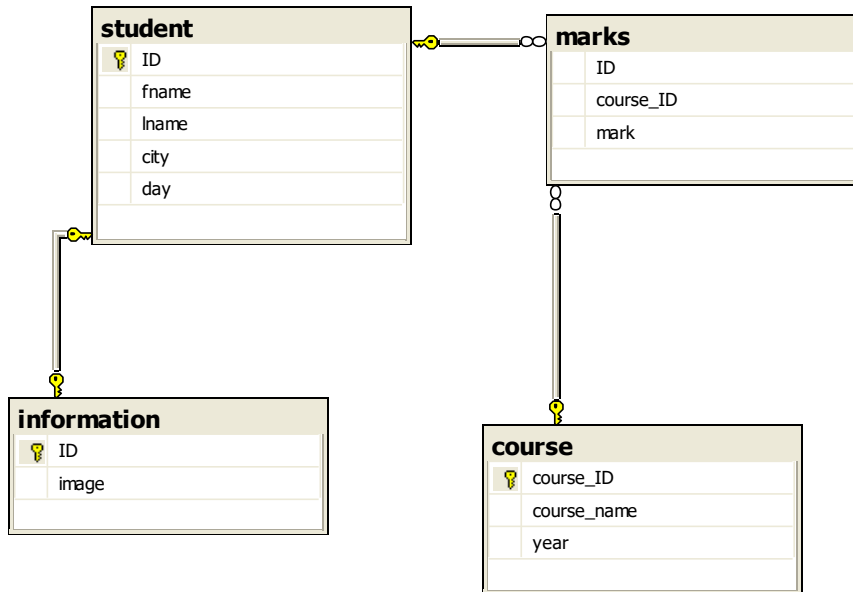 student
ID
fname
lname
city
day
marks
ID
course_ID
mark
information
ID
image
course
course_ID
course_name
year